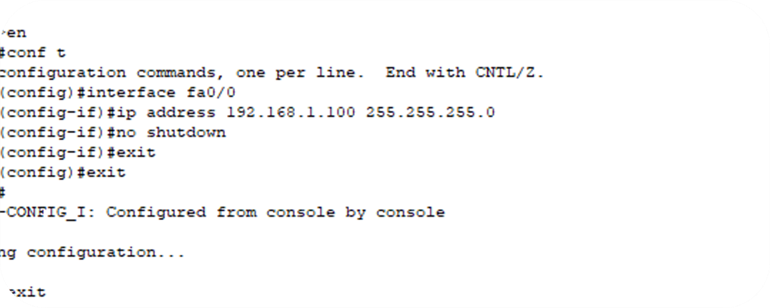 >en
#conf t
configuration commands, one per line.  End with CNTL/Z.
(config)#interface fa0/0
(config-if)#ip address 192.168.1.100 255.255.255.0
(config-if)#no shutdown
(config-if)#exit
(config)#exit
#
-CONFIG_I: Configured from console by console
ng configuration...
exit